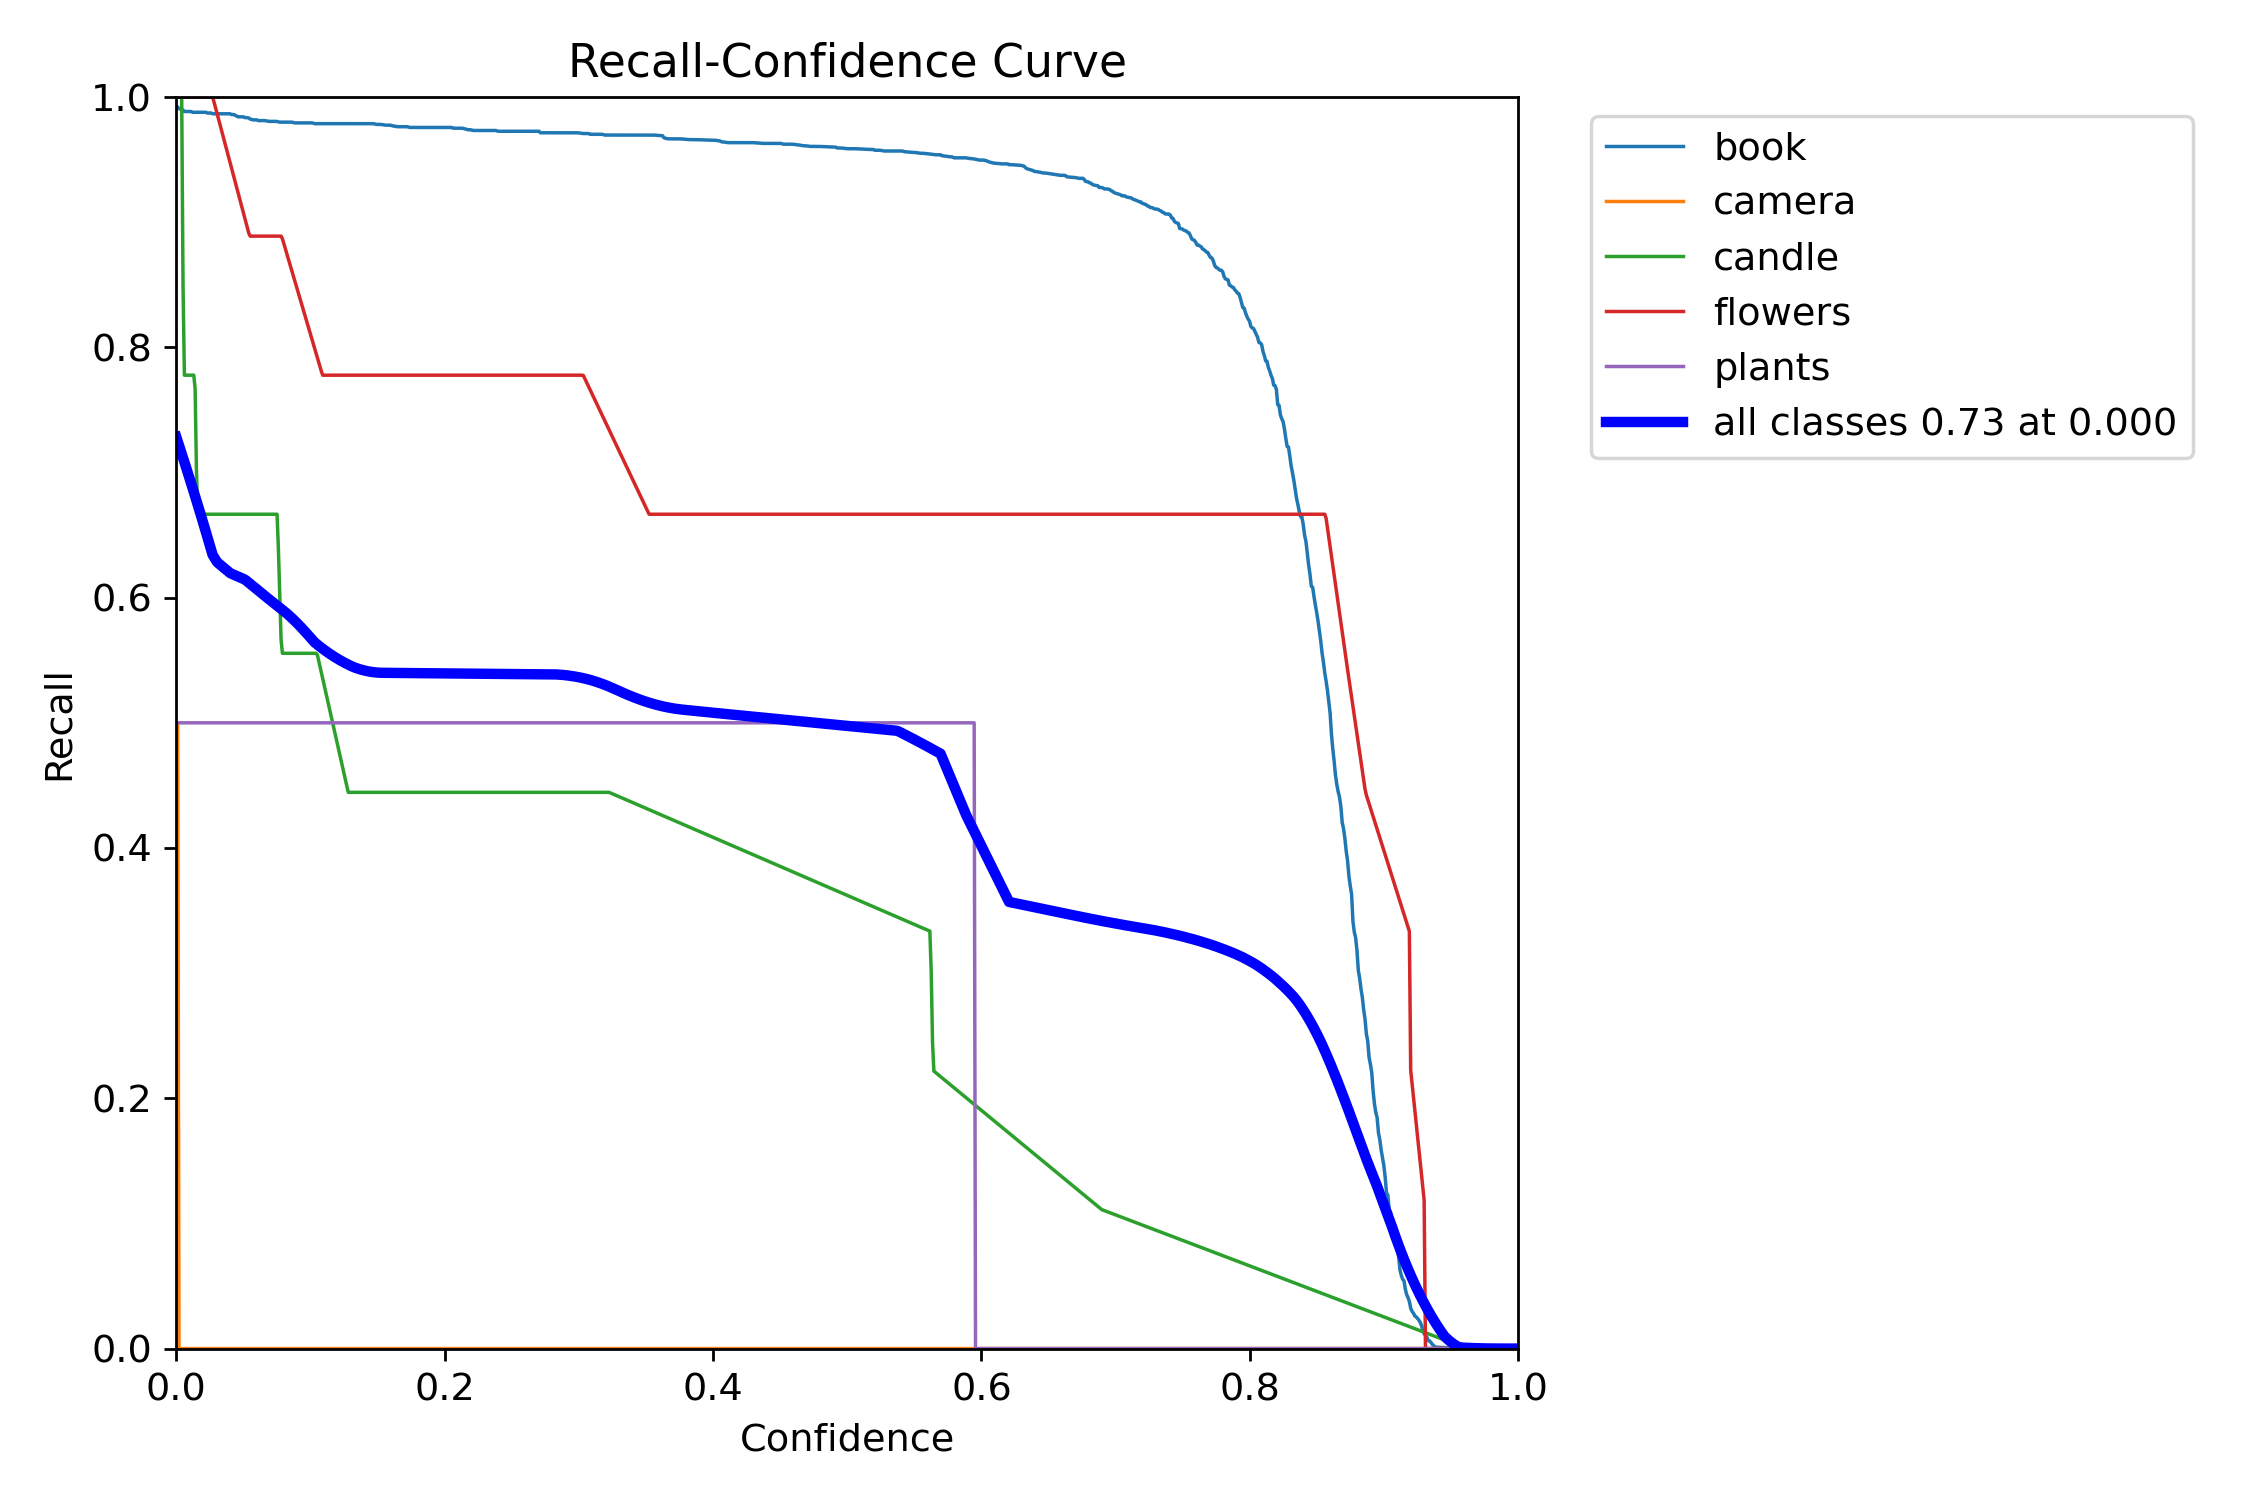 Recall-Confidence Curve
1.0
0.8
0.6
0.4
0.2
0.0
Recall
0.0 0.2 0.4 0.6 0.8 1.0
Confidence
book
camera
candle
flowers
plants
all classes 0.73 at 0.000